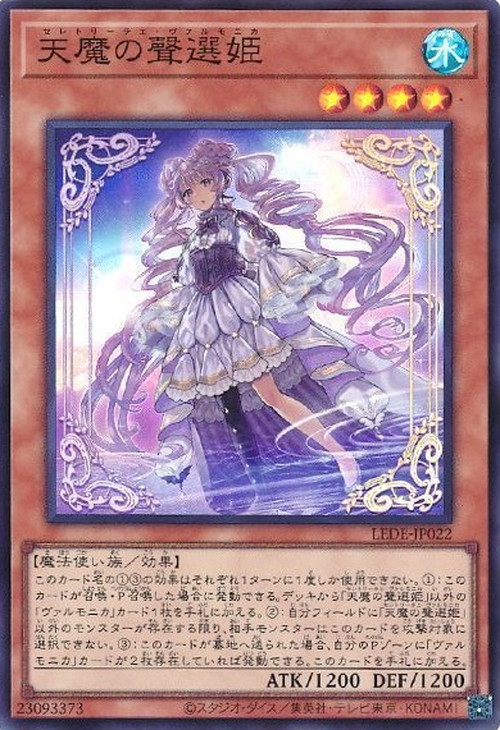 セレトリーチェ・ヴァルモニカ
天魔の聲選姫
水
LEDE-JP022
【魔法使い族／効果】
このカード名の①③の効果はそれぞれ1ターンに1度しか使用できない。①：この
カードが召喚・P召喚した場合に発動できる。デッキから「天魔の聲選姫」以外の
「ヴァルモニカ」カード1枚を手札に加える。②：自分フィールドに「天魔の聲選姫」
以外のモンスターが存在する限り、相手モンスターはこのカードを攻撃対象に
選択できない。③：このカードが墓地へ送られた場合、自分のPゾーンに「ヴァル
モニカ」カードが2枚存在していれば発動できる。このカードを手札に加える。
ATK/1200 DEF/1200
23093373
©スタジオ・ダイス／集英社・テレビ東京・KONAMI